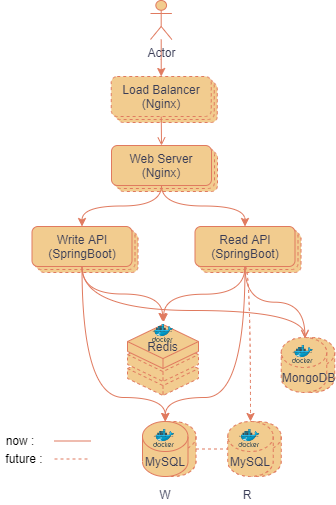 Actor
Load Balancer
(Nginx)
Web Server
(Nginx)
Write API
(SpringBoot)
Read API
(SpringBoot)
docker
Redis
docker
MongoDB
docker
MySQL
docker
MySQL
now :
future :
W
R